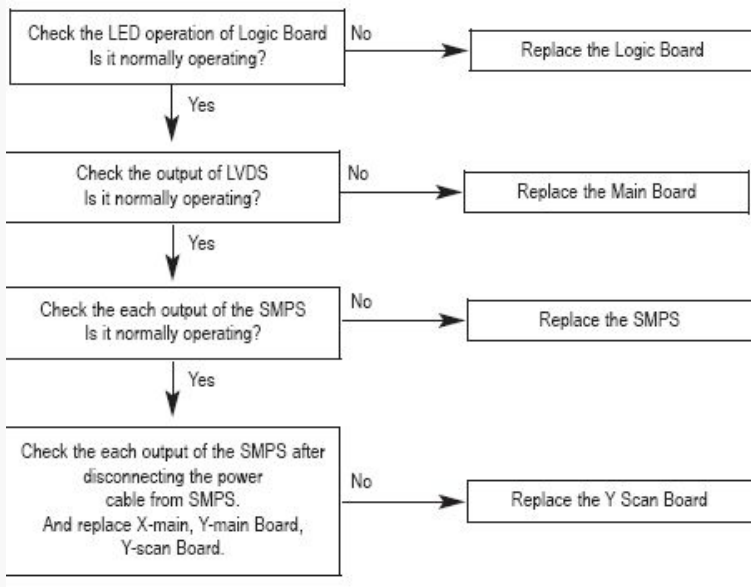 Check the LED operation of Logic Board
Is it normally operating?
No
Replace the Logic Board
Yes
Check the output of LVDS
Is it normally operating?
No
Replace the Main Board
Yes
Check the each output of the SMPS
Is it normally operating?
No
Replace the SMPS
Yes
Check the each output of the SMPS after
disconnecting the power
cable from SMPS.
And replace X-main, Y-main Board,
Y-scan Board.
No
Replace the Y Scan Board